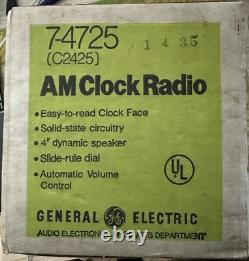 7-4725
1 4 35
(C2425)
AM Clock Radio
• Easy-to-read Clock Face
• Solid-state circuitry
• 4" dynamic speaker
• Slide-rule dial
• Automatic Volume
Control
UL
GENERAL GE ELECTRIC
AUDIO ELECTRONICS DEPARTMENT